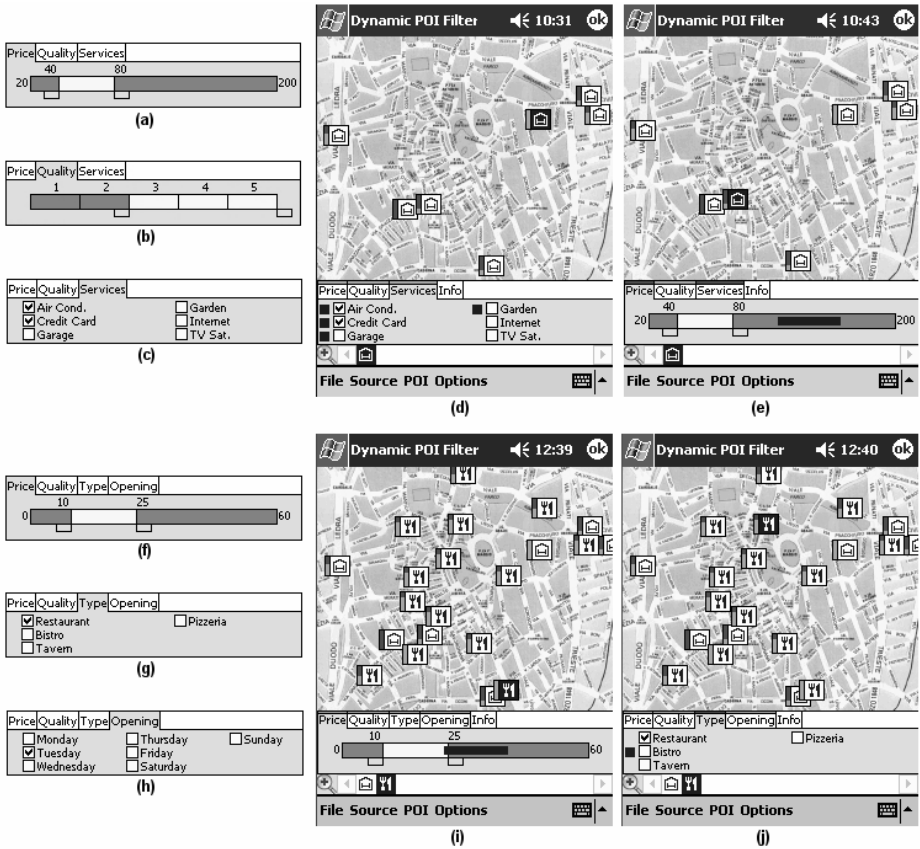 Price Quality Services
40 80
20 200
(a)
Price Quality Services
1 2 3 4 5
(b)
Price Quality Services
Air Cond. Garden
Credit Card Internet
Garage TV Sat.
(c)
Dynamic POI Filter 10:31 ok
Price Quality Services Info
Air Cond. Garden
Credit Card Internet
Garage TV Sat.
File Source POI Options
(d)
Dynamic POI Filter 10:43 ok
Price Quality Services Info
40 80
20 200
File Source POI Options
(e)
Price Quality Type Opening
10 25
0 60
(f)
Price Quality Type Opening
Restaurant Pizzeria
Bistro
Tavern
(g)
Price Quality Type Opening
Monday Thursday Sunday
Tuesday Friday
Wednesday Saturday
(h)
Dynamic POI Filter 12:39 ok
Price Quality Type Opening Info
10 25
0 60
File Source POI Options
(i)
Dynamic POI Filter 12:40 ok
Price Quality Type Opening Info
Restaurant Pizzeria
Bistro
Tavern
File Source POI Options
(j)